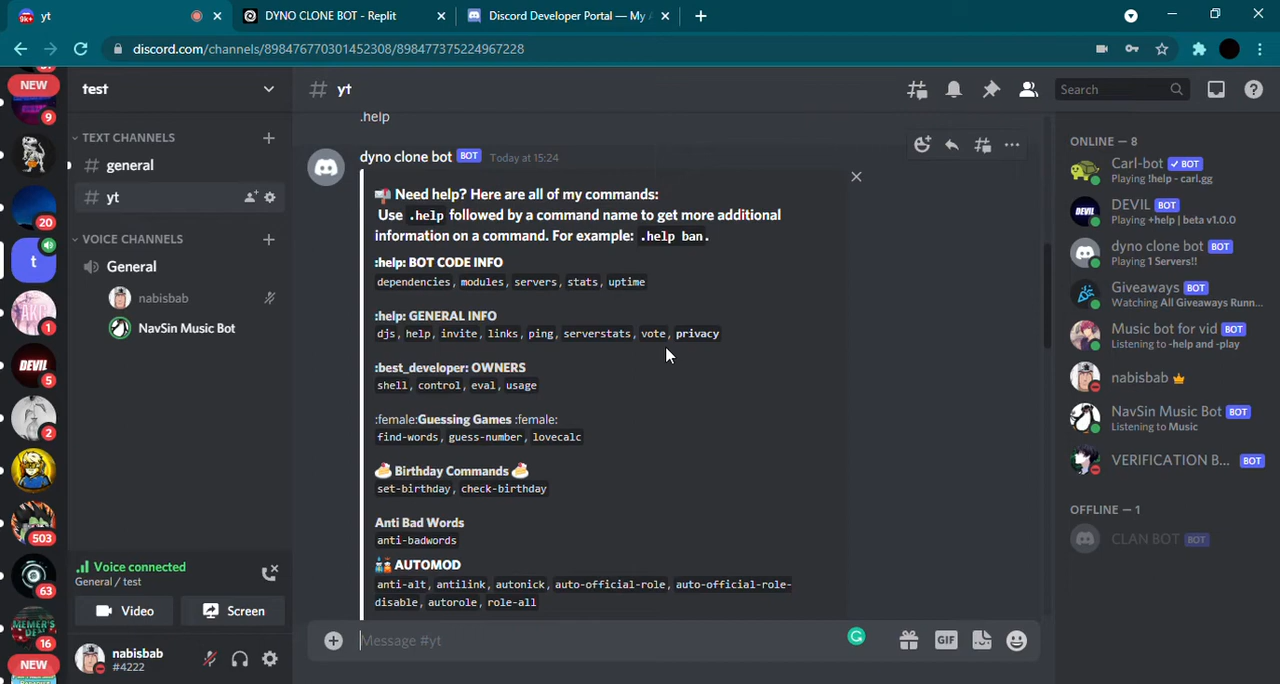 yt
DYNO CLONE BOT - Replit
Discord Developer Portal — My A
discord.com/channels/898476770301452308/898477375224967228
NEW
9
20
1
5
2
503
63
16
NEW
test
TEXT CHANNELS
general
yt
VOICE CHANNELS
General
nabisbab
NavSin Music Bot
Voice connected
General / test
Video
Screen
nabisbab
#4222
yt
Search
.help
dyno clone bot BOT Today at 15:24
Need help? Here are all of my commands:
Use .help followed by a command name to get more additional
information on a command. For example: .help ban.
:help: BOT CODE INFO
dependencies, modules, servers, stats, uptime
:help: GENERAL INFO
djs, help, invite, links, ping, serverstats, vote, privacy
:best_developer: OWNERS
shell, control, eval, usage
:female:Guessing Games :female:
find-words, guess-number, lovecalc
Birthday Commands
set-birthday, check-birthday
Anti Bad Words
anti-badwords
AUTOMOD
anti-alt, antilink, autonick, auto-official-role, auto-official-role-
disable, autorole, role-all
Message #yt
GIF
ONLINE — 8
Carl-bot ✓ BOT
Playing !help - carl.gg
DEVIL
DEVIL BOT
Playing +help | beta v1.0.0
dyno clone bot BOT
Playing 1 Servers!!
Giveaways BOT
Watching All Giveaways Runn...
Music bot for vid BOT
Listening to -help and -play
nabisbab
NavSin Music Bot BOT
Listening to Music
VERIFICATION B... BOT
OFFLINE — 1
CLAN BOT BOT